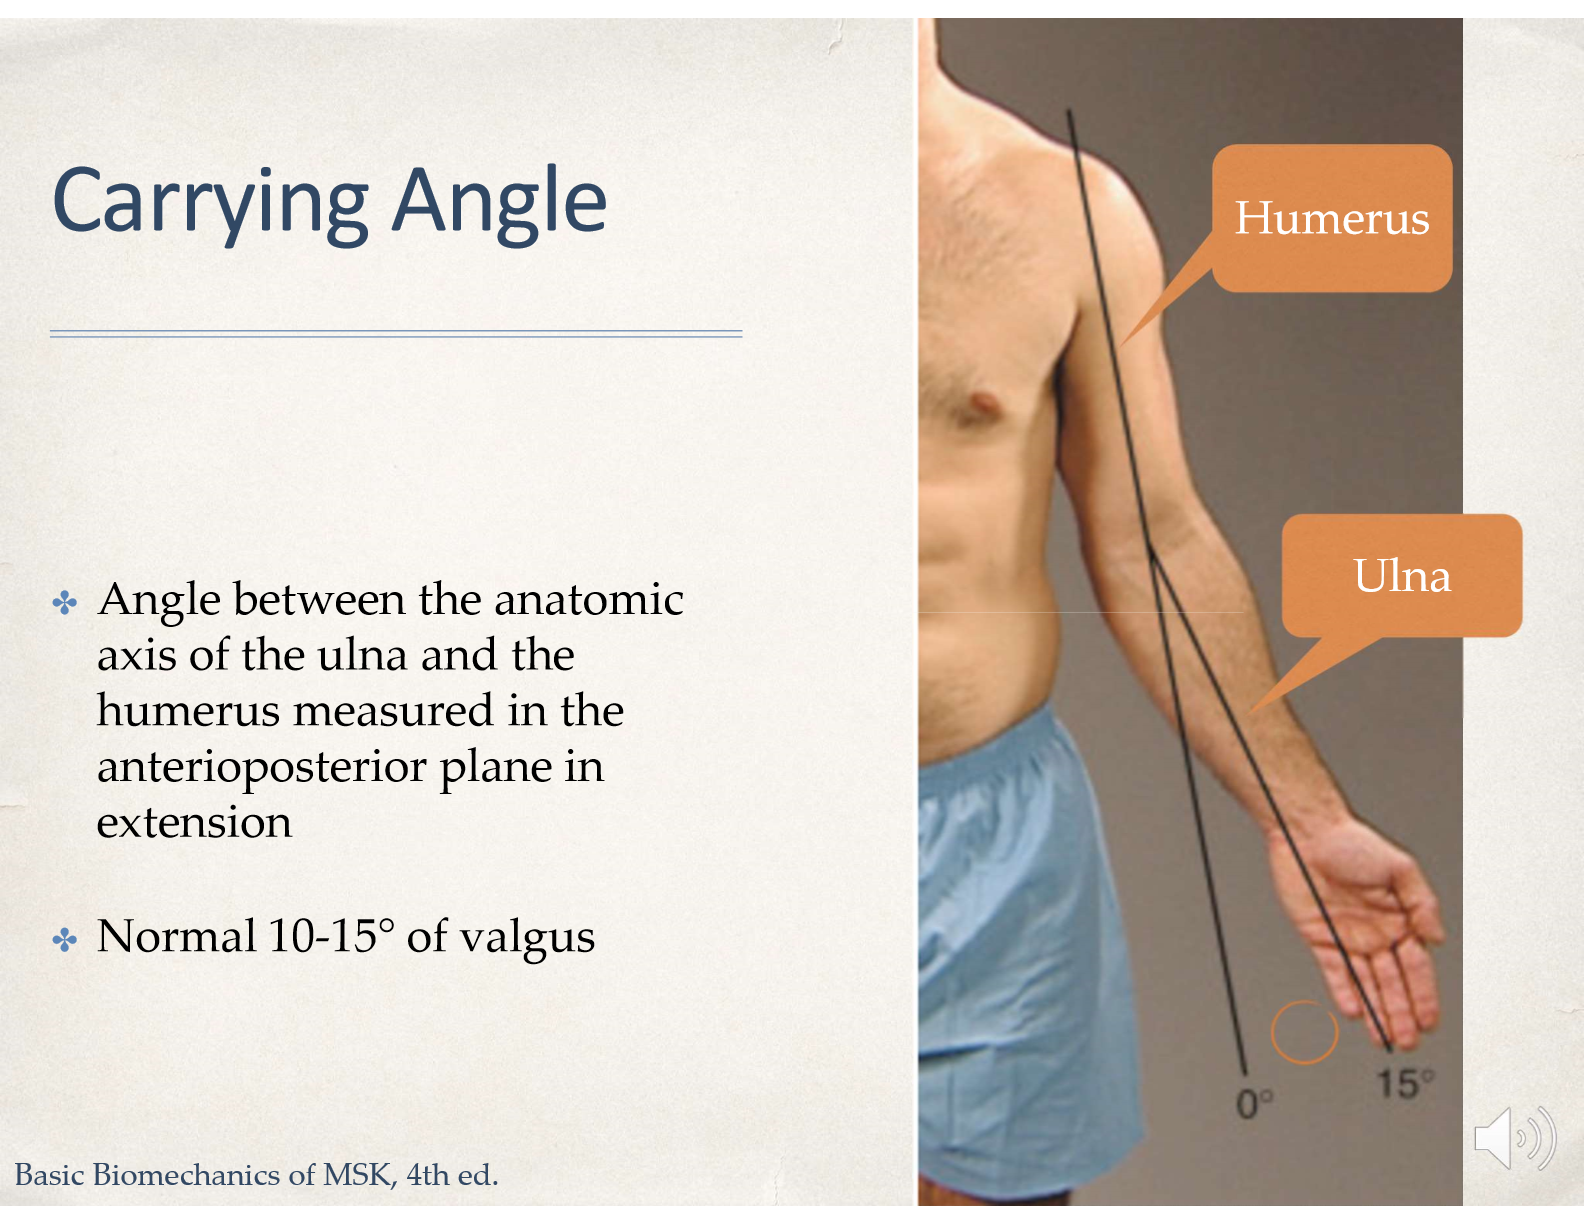 Carrying Angle
Angle between the anatomic
axis of the ulna and the
humerus measured in the
anterioposterior plane in
extension
Normal 10-15° of valgus
Basic Biomechanics of MSK, 4th ed.
Humerus
Ulna
0°
15°